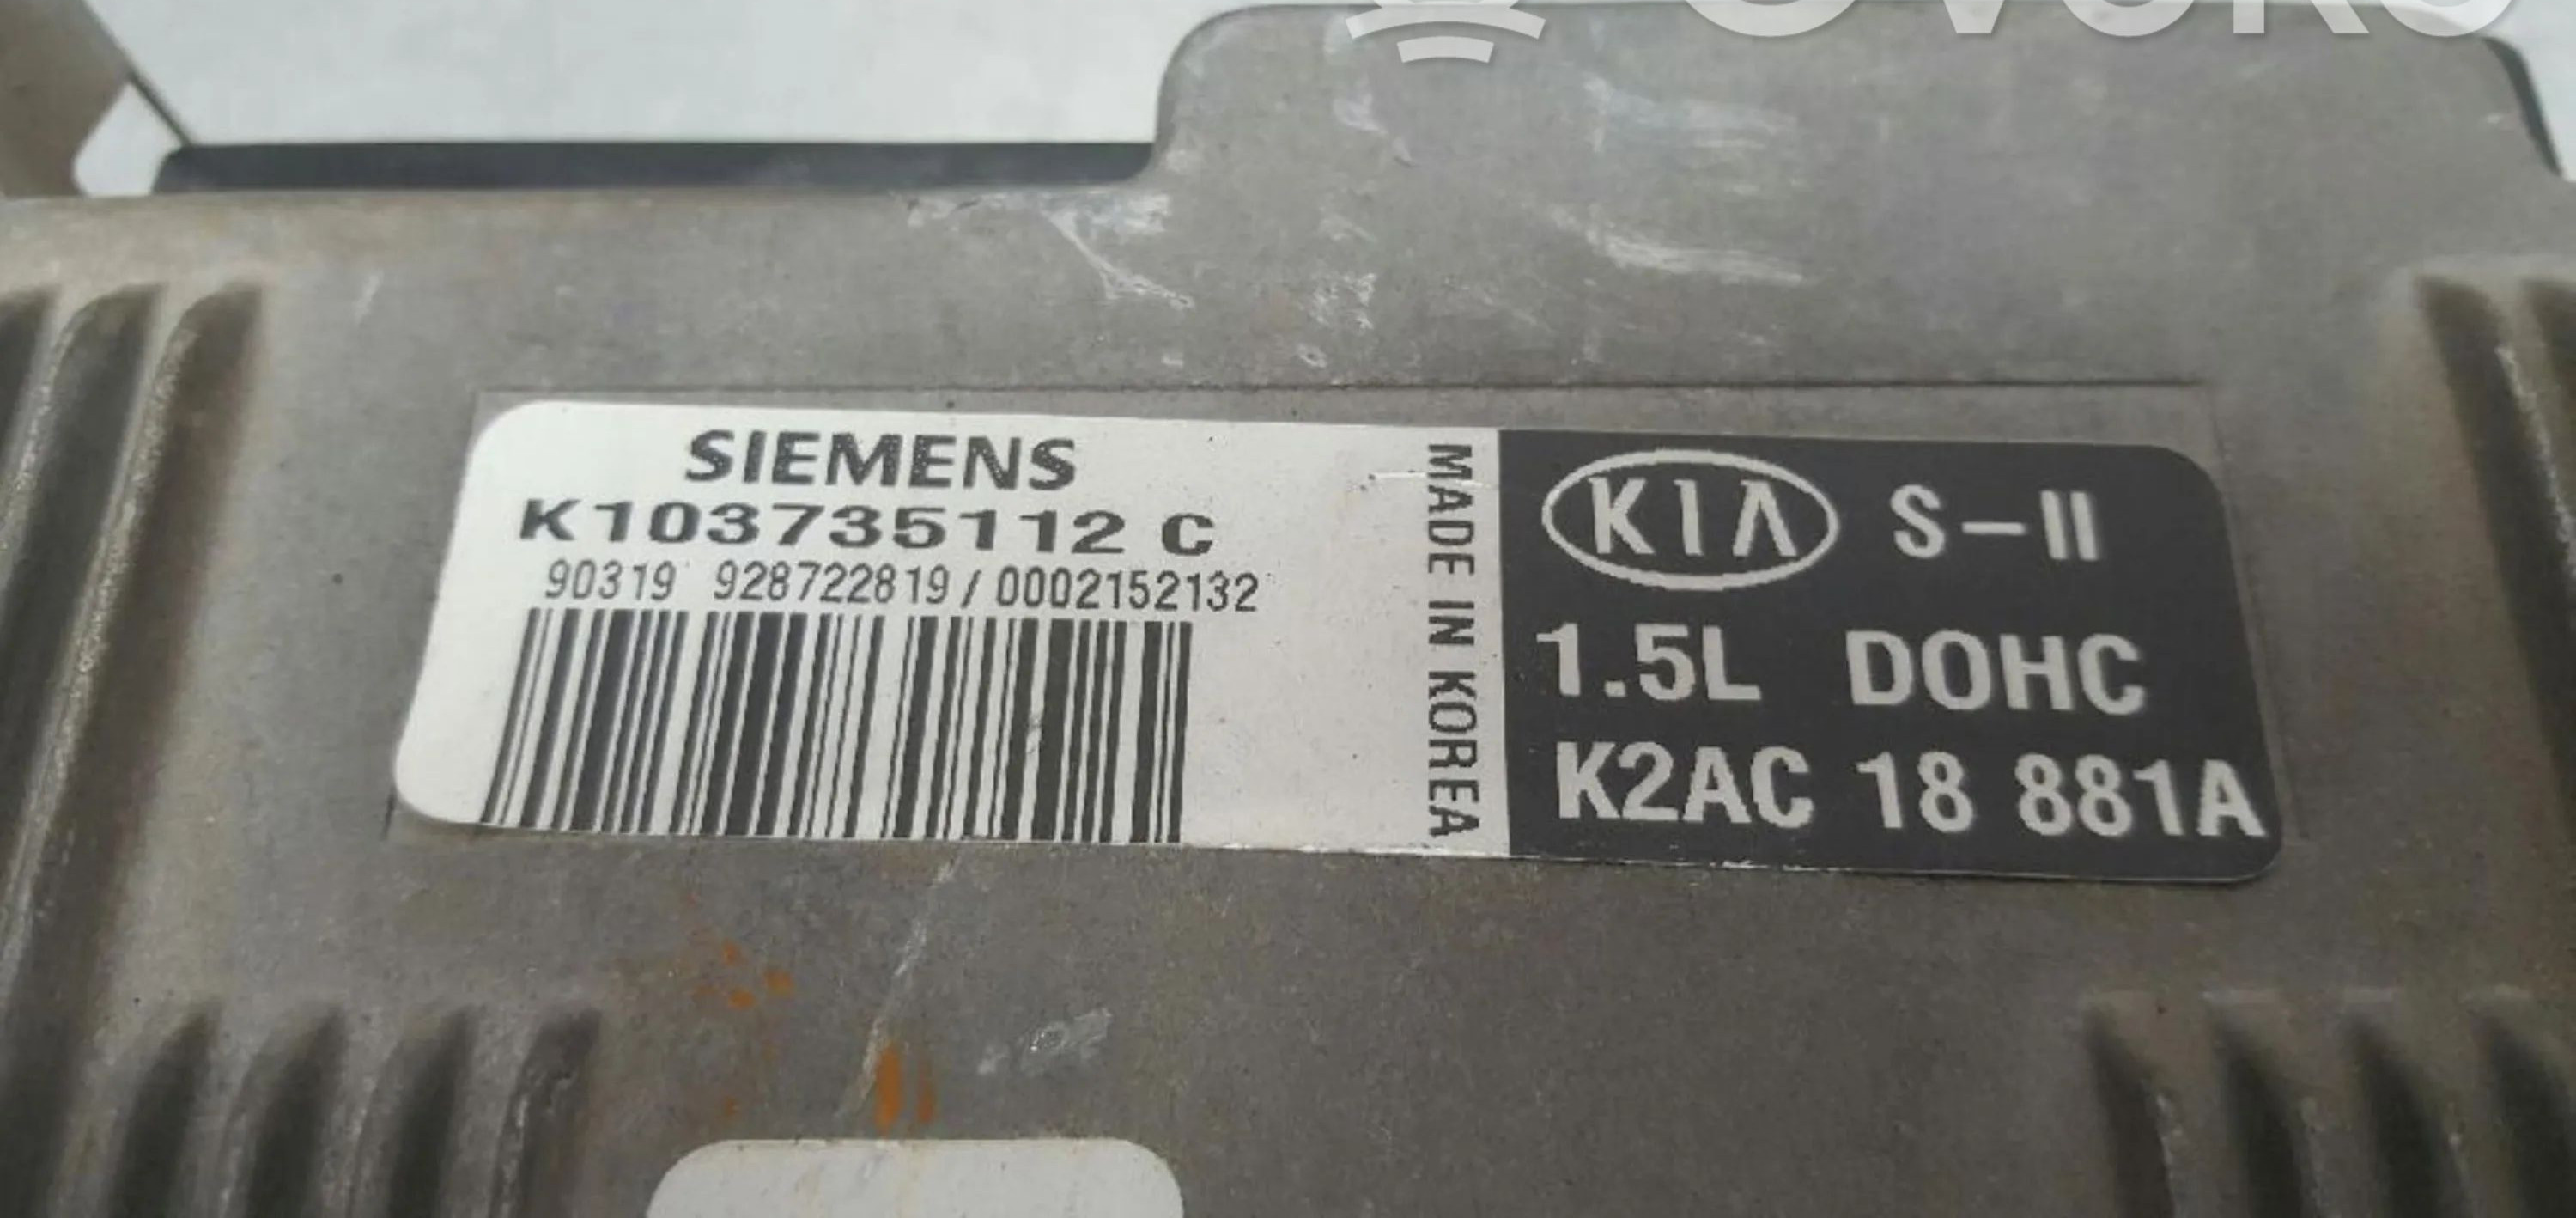 SIEMENS
K103735112 C
90319 928722819 / 0002152132
MADE IN KOREA
KIA S-II
1.5L DOHC
K2AC 18 881A